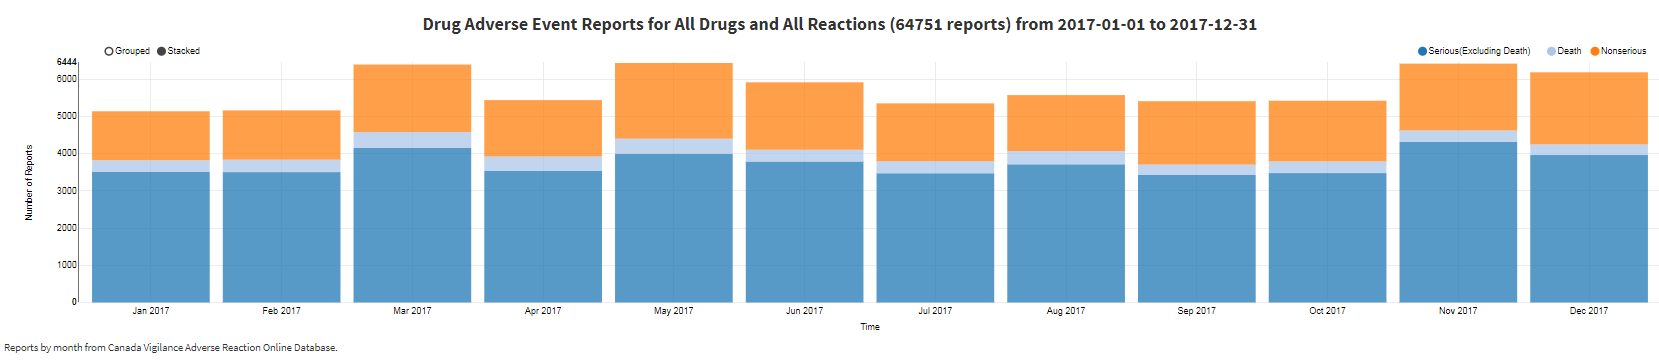 Drug Adverse Event Reports for All Drugs and All Reactions (64751 reports) from 2017-01-01 to 2017-12-31
Grouped Stacked
Serious(Excluding Death) Death Nonserious
Number of Reports
6444
6000
5000
4000
3000
2000
1000
0
Jan 2017 Feb 2017 Mar 2017 Apr 2017 May 2017 Jun 2017 Jul 2017 Aug 2017 Sep 2017 Oct 2017 Nov 2017 Dec 2017
Time
Reports by month from Canada Vigilance Adverse Reaction Online Database.